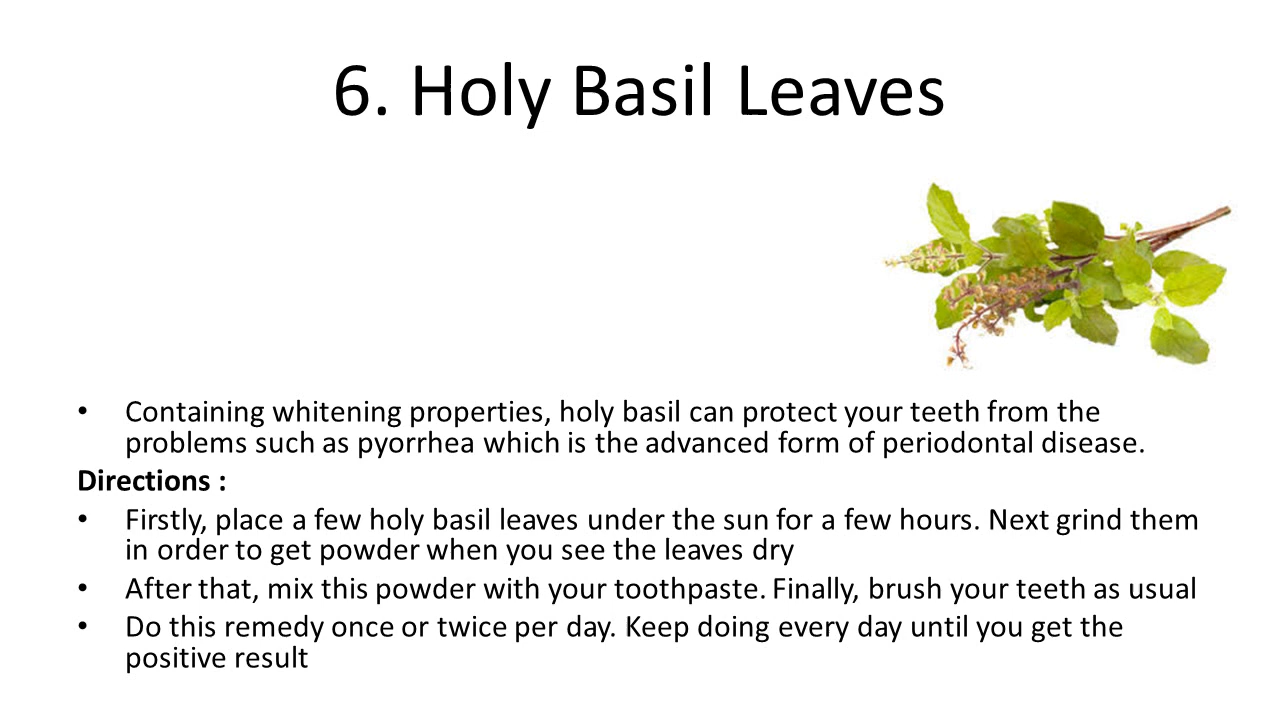 6. Holy Basil Leaves
• Containing whitening properties, holy basil can protect your teeth from the
problems such as pyorrhea which is the advanced form of periodontal disease.
Directions :
• Firstly, place a few holy basil leaves under the sun for a few hours. Next grind them
in order to get powder when you see the leaves dry
• After that, mix this powder with your toothpaste. Finally, brush your teeth as usual
• Do this remedy once or twice per day. Keep doing every day until you get the
positive result